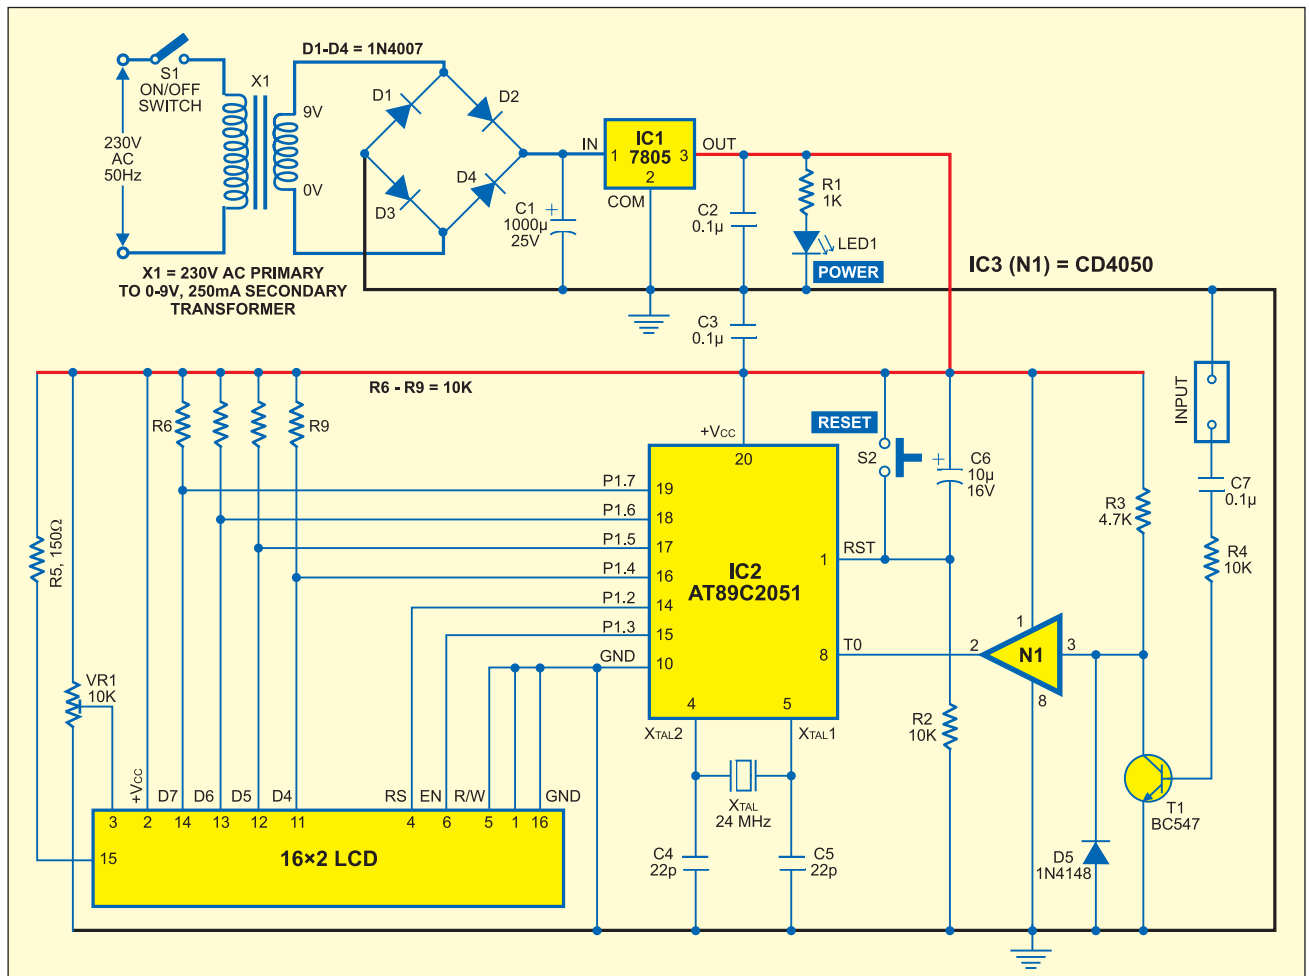 D1-D4 = 1N4007
S1
ON/OFF
SWITCH
X1
230V
AC
50Hz
9V
0V
D1
D2
D3
D4
X1 = 230V AC PRIMARY
TO 0-9V, 250mA SECONDARY
TRANSFORMER
C1
1000µ
25V
+
IN
1
IC1
7805
3
2
OUT
COM
C2
0.1µ
R1
1K
LED1
POWER
IC3 (N1) = CD4050
C3
0.1µ
R6 - R9 = 10K
R6
R9
R5, 150Ω
VR1
10K
+VCC
20
RESET
S2
+
C6
10µ
16V
INPUT
C7
0.1µ
R3
4.7K
R4
10K
P1.7
19
P1.6
18
P1.5
17
P1.4
16
P1.2
14
P1.3
15
GND
10
IC2
AT89C2051
1
RST
8
T0
4
5
XTAL2
XTAL1
XTAL
24 MHz
C4
22p
C5
22p
R2
10K
2
N1
1
3
8
T1
BC547
D5
1N4148
+VCC
D7
D6
D5
D4
RS
EN
R/W
GND
3
2
14
13
12
11
4
6
5
1
16
15
16×2 LCD